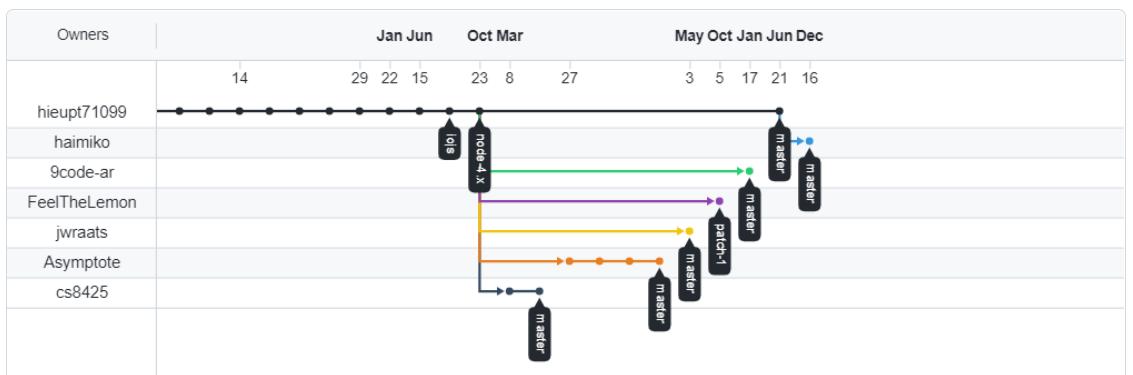 Owners Jan Jun Oct Mar May Oct Jan Jun Dec
14 29 22 15 23 8 27 3 5 17 21 16
hieupt71099
haimiko
9code-ar
FeelTheLemon
jwraats
Asymptote
cs8425
iojs
node-4.x
master
master
master
patch-1
master
master
master